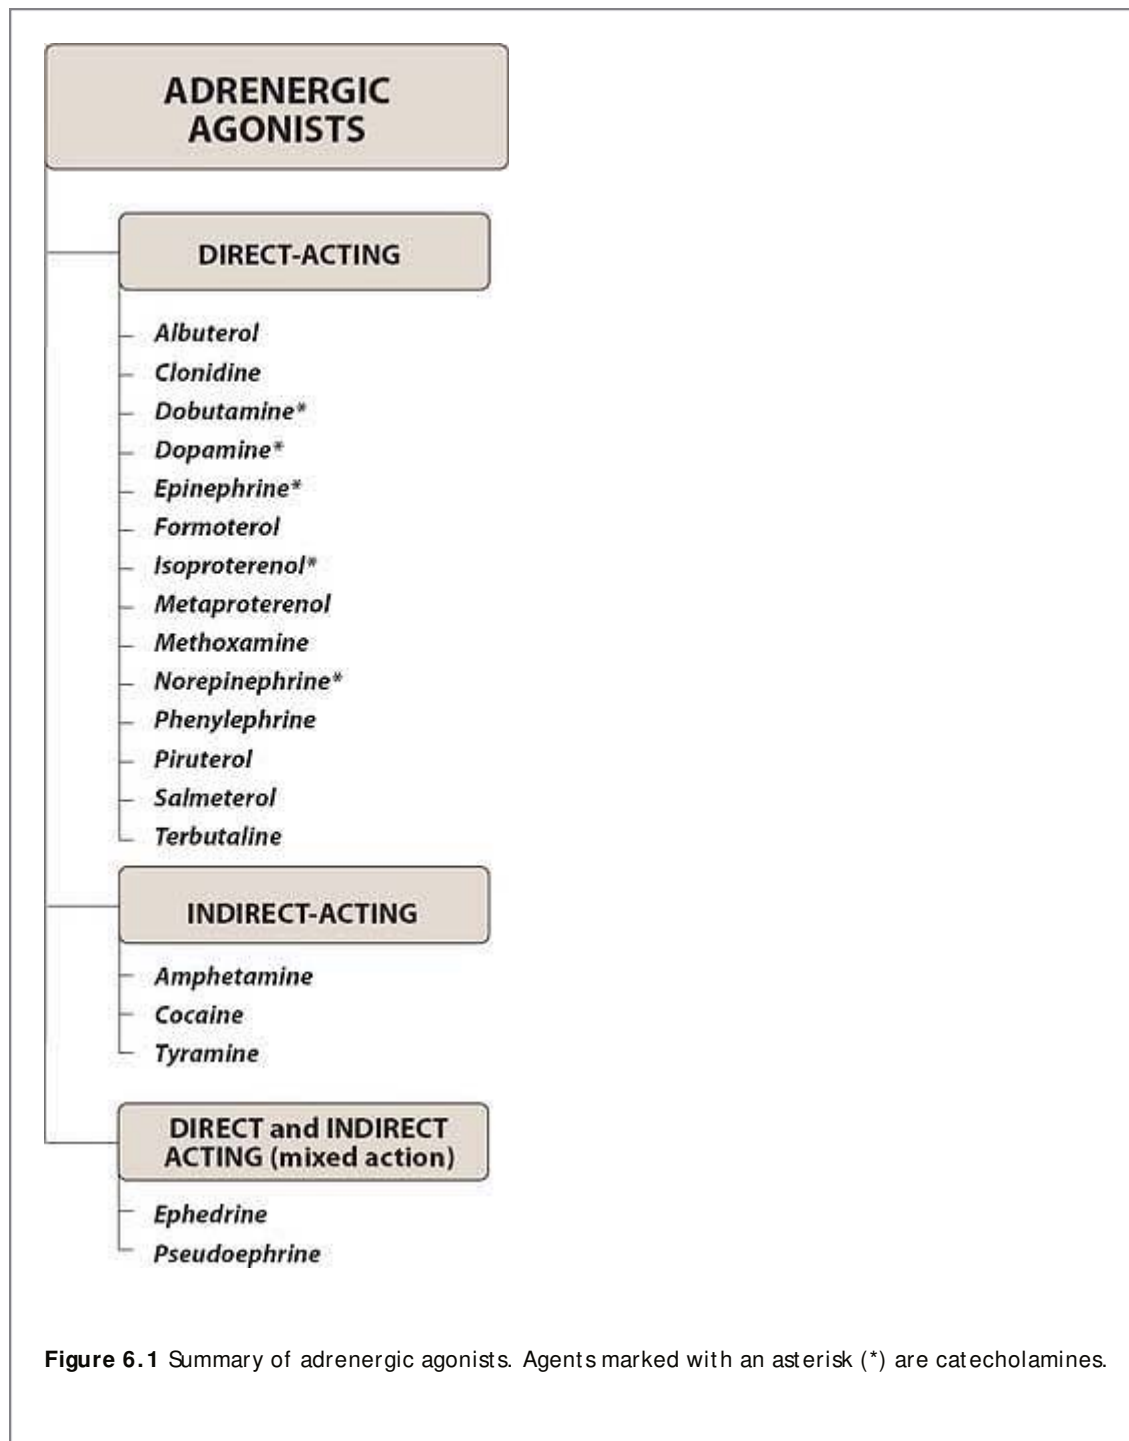 ADRENERGIC
AGONISTS
DIRECT-ACTING
Albuterol
Clonidine
Dobutamine*
Dopamine*
Epinephrine*
Formoterol
Isoproterenol*
Metaproterenol
Methoxamine
Norepinephrine*
Phenylephrine
Piruterol
Salmeterol
Terbutaline
INDIRECT-ACTING
Amphetamine
Cocaine
Tyramine
DIRECT and INDIRECT
ACTING (mixed action)
Ephedrine
Pseudoephrine
Figure 6.1 Summary of adrenergic agonists. Agents marked with an asterisk (*) are catecholamines.